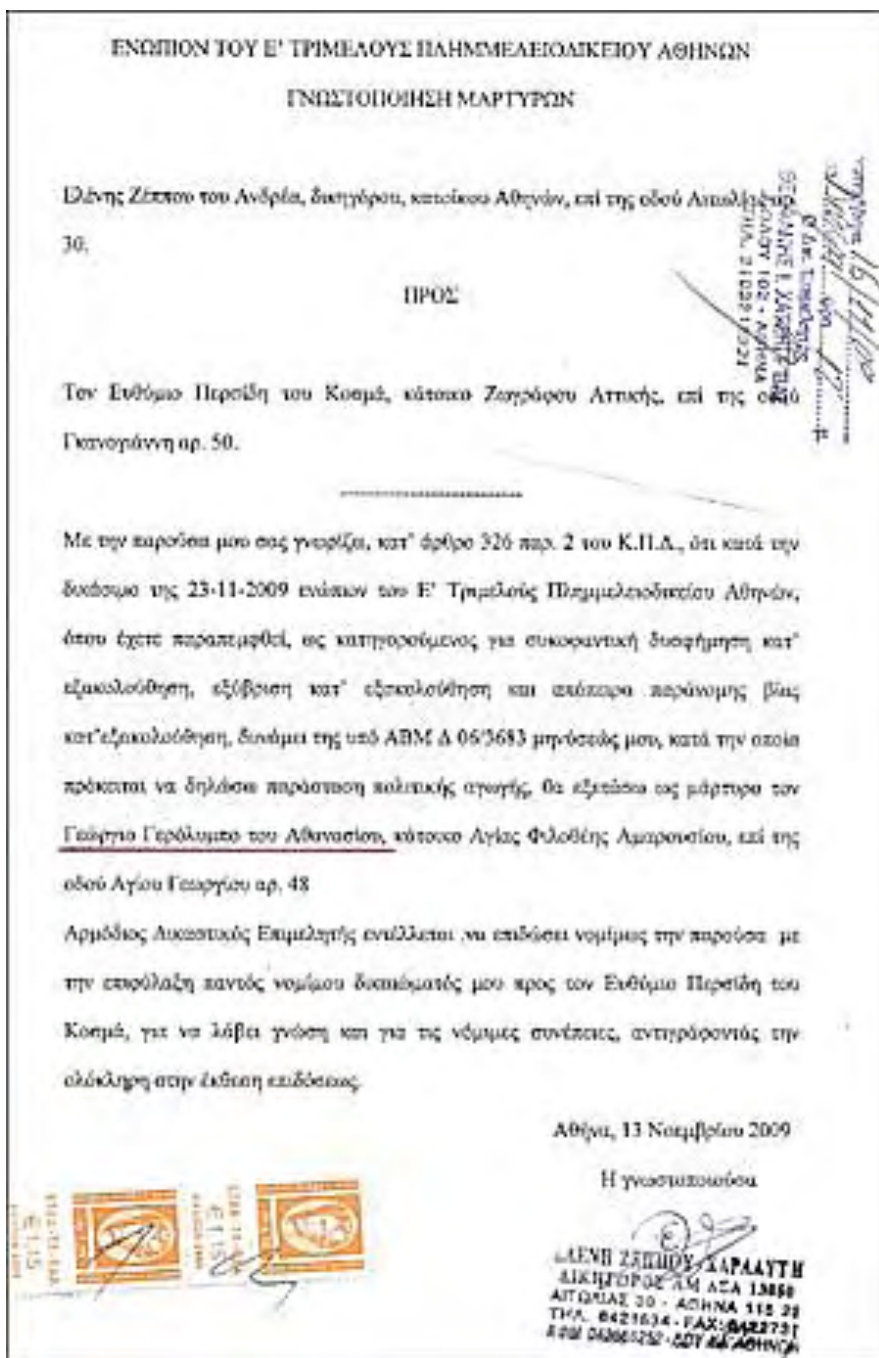 ΕΝΩΠΙΟΝ ΤΟΥ Ε' ΤΡΙΜΕΛΟΥΣ ΠΛΗΜΜΕΛΕΙΟΔΙΚΕΙΟΥ ΑΘΗΝΩΝ
ΓΝΩΣΤΟΠΟΙΗΣΗ ΜΑΡΤΥΡΩΝ
Ελένης Ζέππου του Ανδρέα, δικηγόρου, κατοίκου Αθηνών, επί της οδού Αιτωλίας αρ.
30.
ΠΡΟΣ
Τον Ευθύμιο Περσίδη του Κοσμά, κάτοικο Ζωγράφου Αττικής, επί της οδού
Γκανογιάννη αρ. 50.
Με την παρούσα μου σας γνωρίζω, κατ' άρθρο 326 παρ. 2 του Κ.Π.Δ., ότι κατά την
δικάσιμο της 23-11-2009 ενώπιον του Ε' Τριμελούς Πλημμελειοδικείου Αθηνών,
όπου έχετε παραπεμφθεί, ως κατηγορούμενος για συκοφαντική δυσφήμηση κατ'
εξακολούθηση, εξύβριση κατ' εξακολούθηση και απόπειρα παράνομης βίας
κατ'εξακολούθηση, δυνάμει της υπό ΑΒΜ Δ 06/3683 μηνύσεώς μου, κατά την οποία
πρόκειται να δηλώσω παράσταση πολιτικής αγωγής, θα εξετάσω ως μάρτυρα τον
Γεώργιο Γερόλυμπο του Αθανασίου, κάτοικο Αγίας Φιλοθέης Αμαρουσίου, επί της
οδού Αγίου Γεωργίου αρ. 48
Αρμόδιος Δικαστικός Επιμελητής εντέλλεται ,να επιδώσει νομίμως την παρούσα με
την επιφύλαξη παντός νομίμου δικαιώματός μου προς τον Ευθύμιο Περσίδη του
Κοσμά, για να λάβει γνώση και για τις νόμιμες συνέπειες, αντιγράφοντάς την
ολόκληρη στην έκθεση επιδόσεως.
Αθήνα, 13 Νοεμβρίου 2009
Η γνωστοποιούσα
ΕΛΕΝΗ ΖΕΠΠΟΥ-ΧΑΡΑΛΥΤΗ
ΔΙΚΗΓΟΡΟΣ ΑΜ ΔΣΑ
ΑΙΤΩΛΙΑΣ 30 - ΑΘΗΝΑ 115
ΤΗΛ. 6421634 - FAX:
€1,15
€1,15